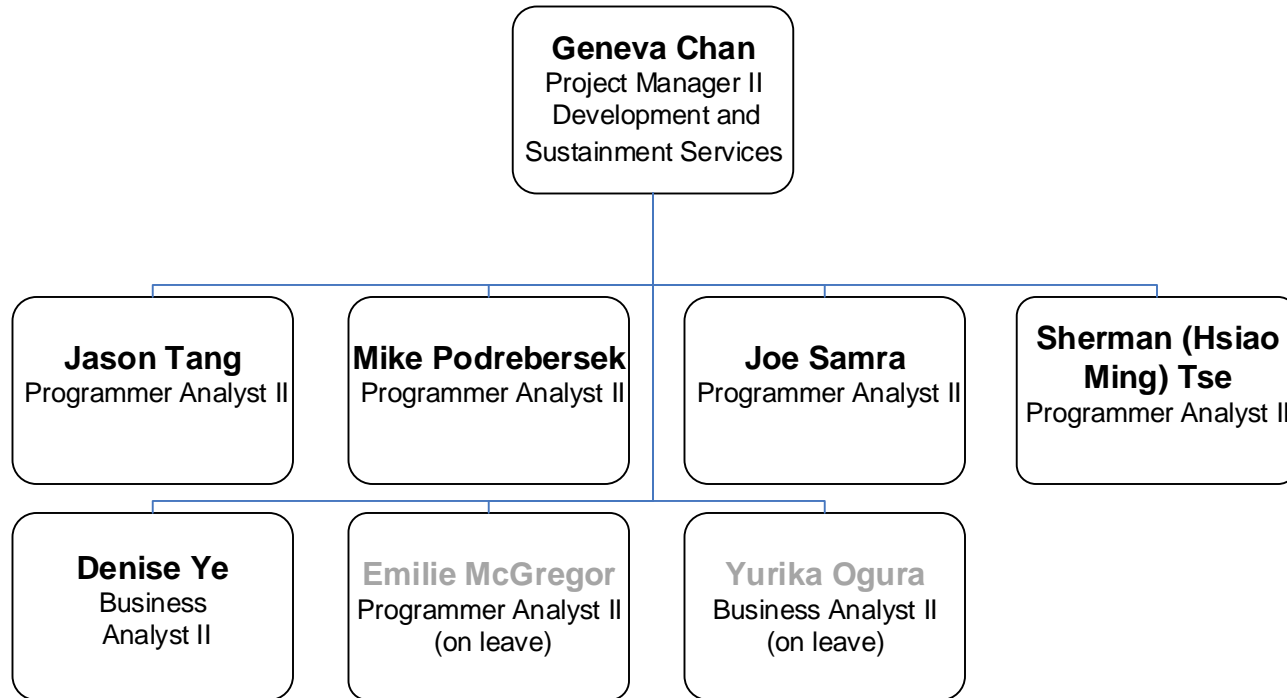 Geneva Chan
Project Manager II
Development and
Sustainment Services
Jason Tang
Programmer Analyst II
Mike Podrebersek
Programmer Analyst II
Joe Samra
Programmer Analyst II
Sherman (Hsiao
Ming) Tse
Programmer Analyst II
Denise Ye
Business
Analyst II
Emilie McGregor
Programmer Analyst II
(on leave)
Yurika Ogura
Business Analyst II
(on leave)